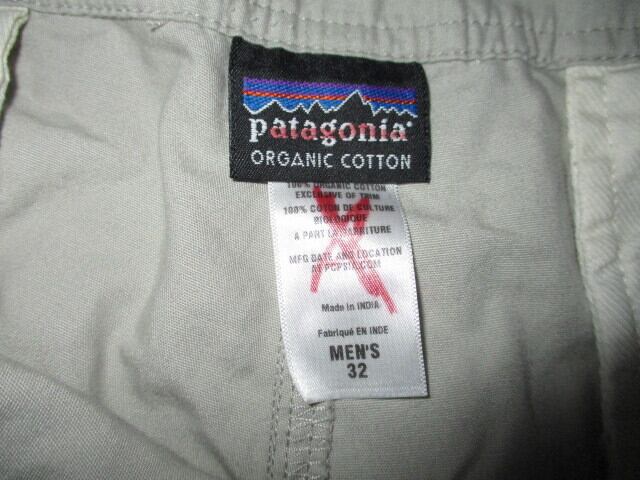 patagonia®
ORGANIC COTTON
100% ORGANIC COTTON
EXCLUSIVE OF TRIM
100% COTON DE CULTURE
BIOLOGIQUE
A PART LA GARNITURE
MFG DATE AND LOCATION
AT PCPSIA.COM
Made in INDIA
Fabriqué EN INDE
MEN'S
32